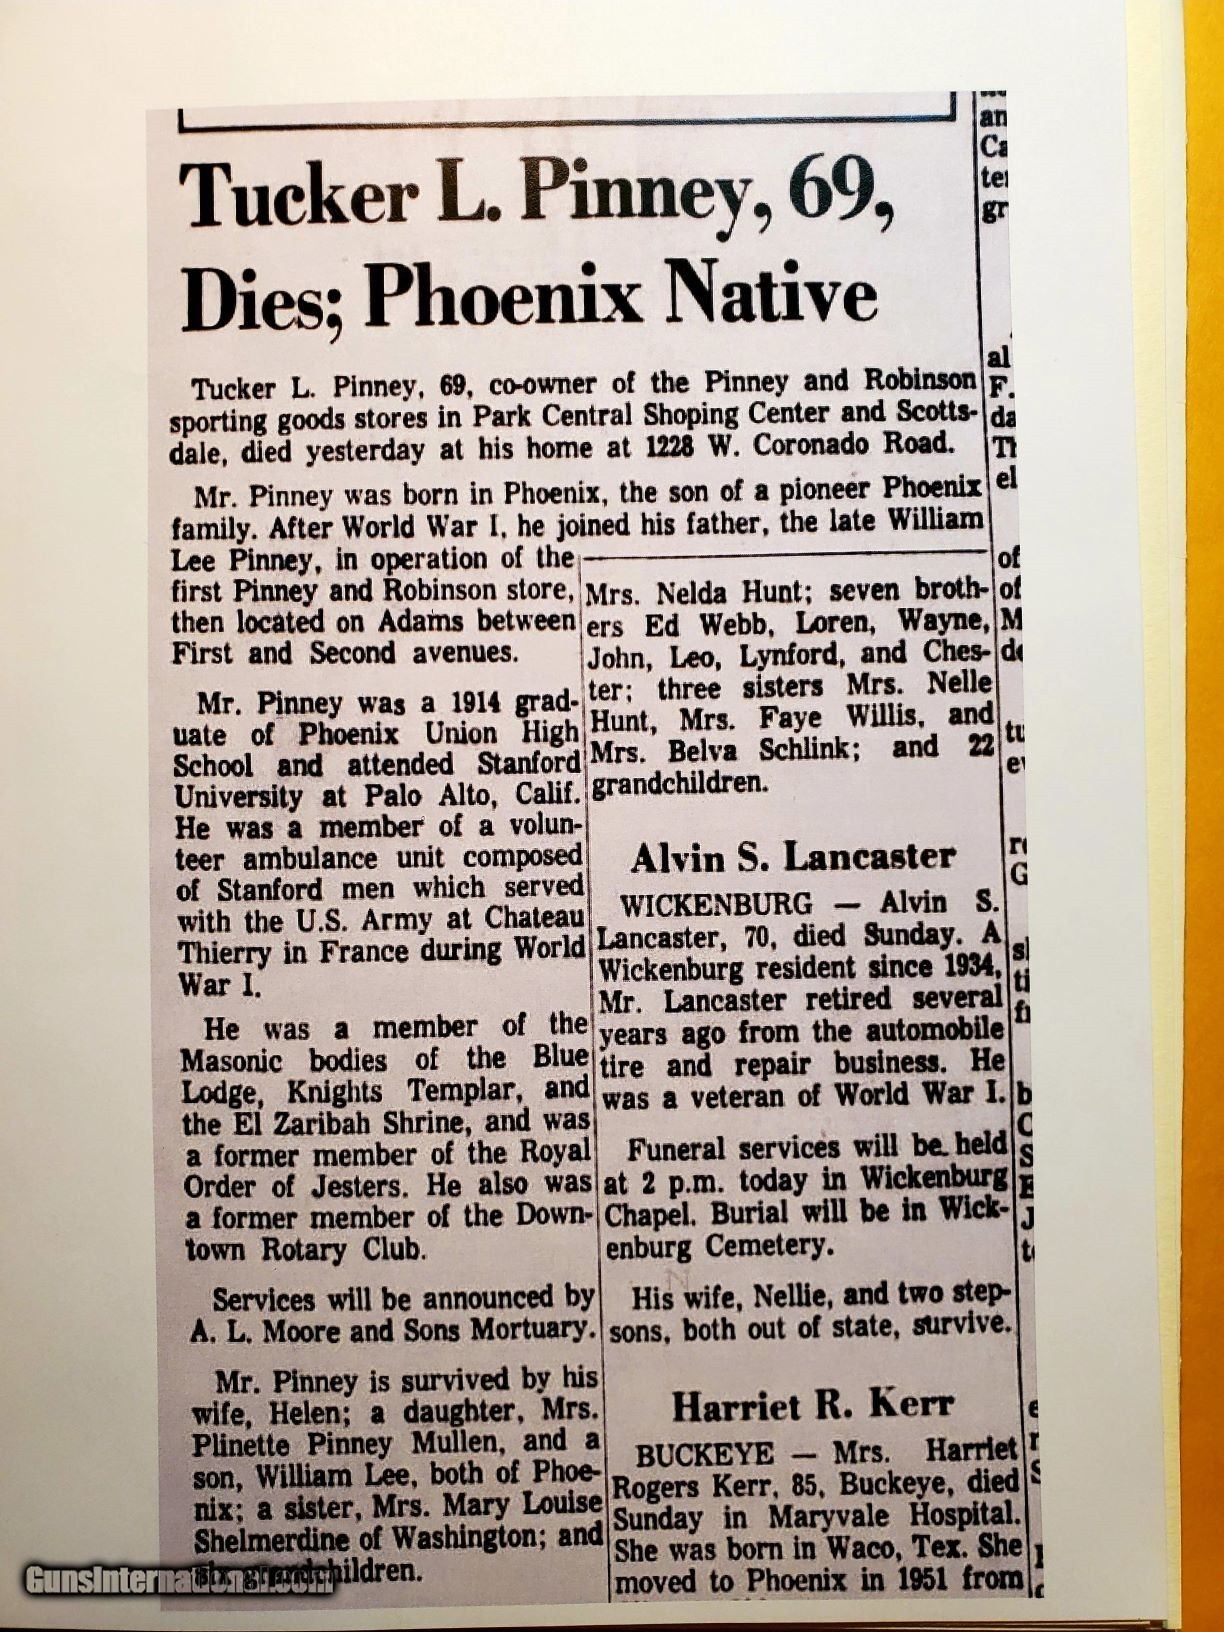 Tucker L. Pinney, 69,
Dies; Phoenix Native
Tucker L. Pinney, 69, co-owner of the Pinney and Robinson
sporting goods stores in Park Central Shoping Center and Scotts-
dale, died yesterday at his home at 1228 W. Coronado Road.
Mr. Pinney was born in Phoenix, the son of a pioneer Phoenix
family. After World War I, he joined his father, the late William
Lee Pinney, in operation of the
first Pinney and Robinson store,
then located on Adams between
First and Second avenues.
Mr. Pinney was a 1914 grad-
uate of Phoenix Union High
School and attended Stanford
University at Palo Alto, Calif.
He was a member of a volun-
teer ambulance unit composed
of Stanford men which served
with the U.S. Army at Chateau
Thierry in France during World
War I.
He was a member of the
Masonic bodies of the Blue
Lodge, Knights Templar, and
the El Zaribah Shrine, and was
a former member of the Royal
Order of Jesters. He also was
a former member of the Down-
town Rotary Club.
Services will be announced by
A. L. Moore and Sons Mortuary.
Mr. Pinney is survived by his
wife, Helen; a daughter, Mrs.
Plinette Pinney Mullen, and a
son, William Lee, both of Phoe-
nix; a sister, Mrs. Mary Louise
Shelmerdine of Washington; and
six grandchildren.
Mrs. Nelda Hunt; seven broth-
ers Ed Webb, Loren, Wayne,
John, Leo, Lynford, and Ches-
ter; three sisters Mrs. Nelle
Hunt, Mrs. Faye Willis, and
Mrs. Belva Schlink; and 22
grandchildren.
Alvin S. Lancaster
WICKENBURG — Alvin S.
Lancaster, 70, died Sunday. A
Wickenburg resident since 1934,
Mr. Lancaster retired several
years ago from the automobile
tire and repair business. He
was a veteran of World War I.
Funeral services will be held
at 2 p.m. today in Wickenburg
Chapel. Burial will be in Wick-
enburg Cemetery.
His wife, Nellie, and two step-
sons, both out of state, survive.
Harriet R. Kerr
BUCKEYE — Mrs. Harriet
Rogers Kerr, 85, Buckeye, died
Sunday in Maryvale Hospital.
She was born in Waco, Tex. She
moved to Phoenix in 1951 from
GunsInternational.com